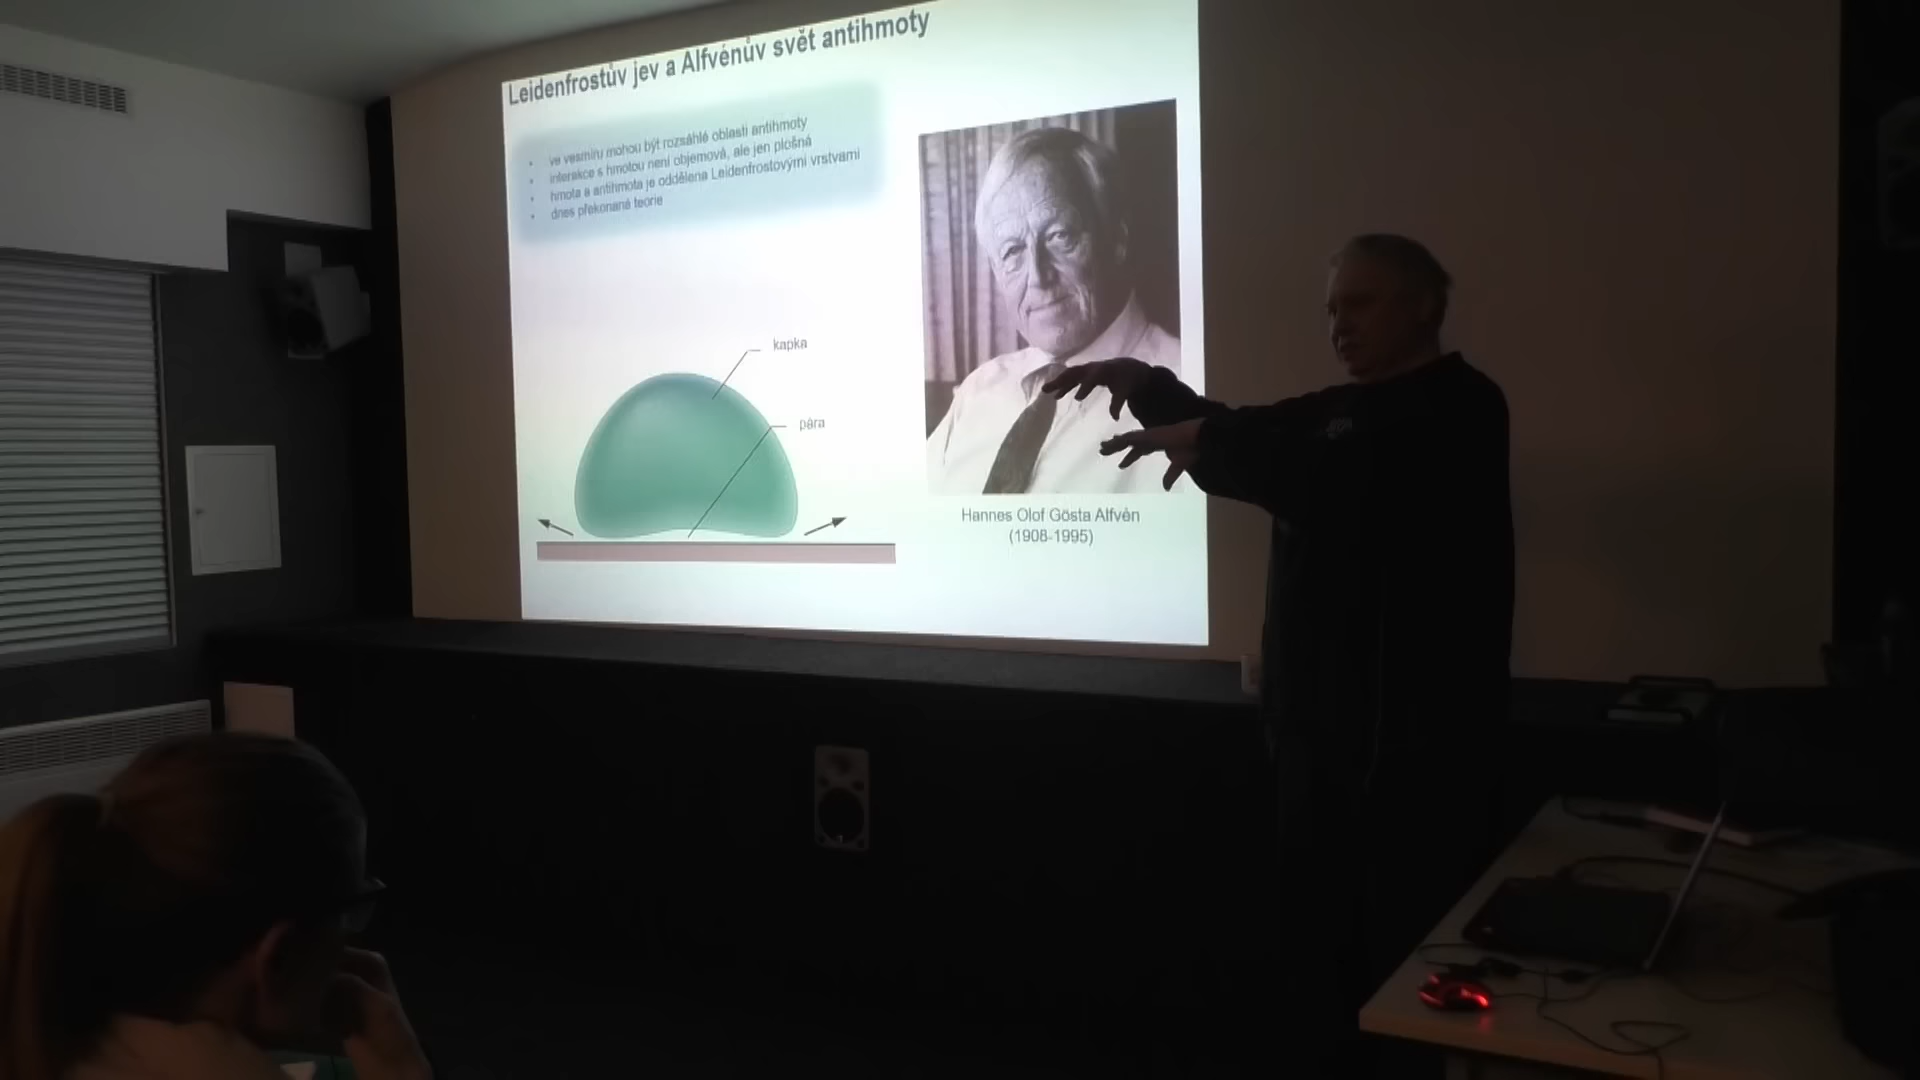 Leidenfrostův jev a Alfvénův svět antihmoty
• ve vesmíru mohou být rozsáhlé oblasti antihmoty
• interakce s hmotou není objemová, ale jen plošná
• hmota a antihmota je oddělena Leidenfrostovými vrstvami
• dnes překonaná teorie
kapka
pára
Hannes Olof Gösta Alfvén
(1908-1995)